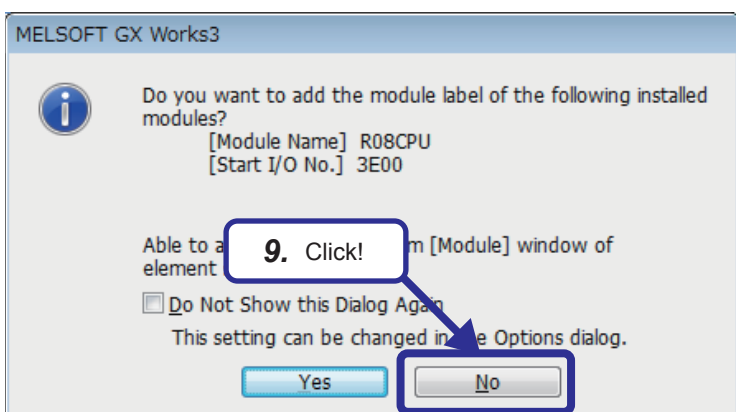 MELSOFT GX Works3
Do you want to add the module label of the following installed
modules?
[Module Name] R08CPU
[Start I/O No.] 3E00
Able to a m [Module] window of
element
9. Click!
Do Not Show this Dialog Again
This setting can be changed in the Options dialog.
Yes No